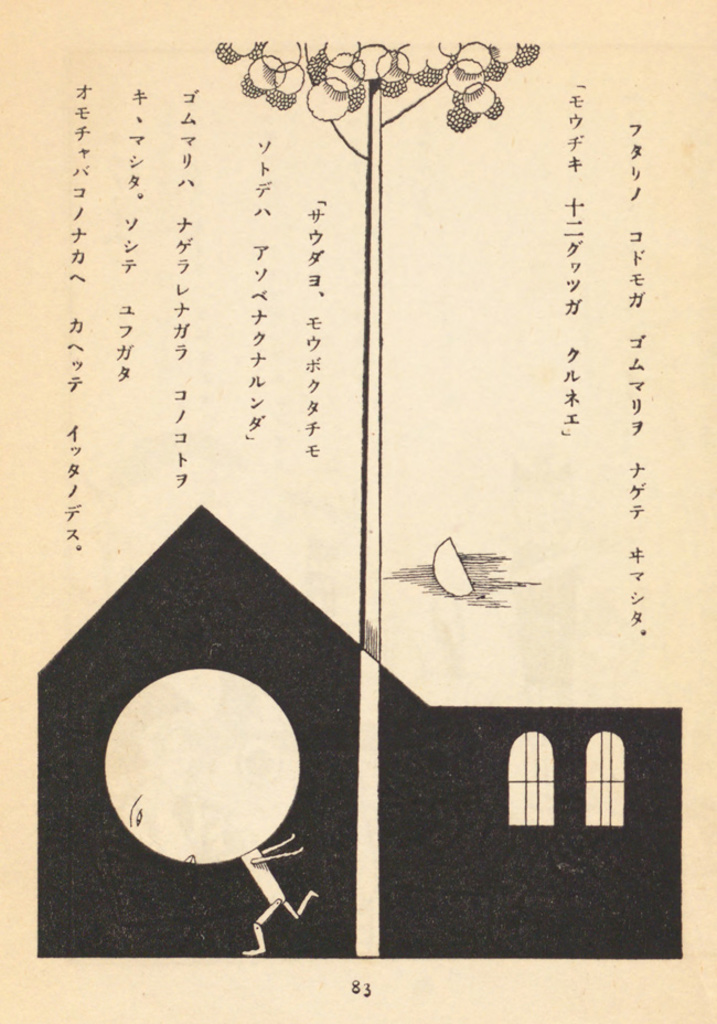 フタリノ コドモガ ゴムマリヲ ナゲテ ヰマシタ。
「モウヂキ 十二グワツガ クルネエ」
「サウダヨ、モウボクタチモ
ソトデハ アソベナクナルンダ」
ゴムマリハ ナゲラレナガラ コノコトヲ
キヽマシタ。ソシテ ユフガタ
オモチャバコノナカヘ カヘッテ イッタノデス。
83